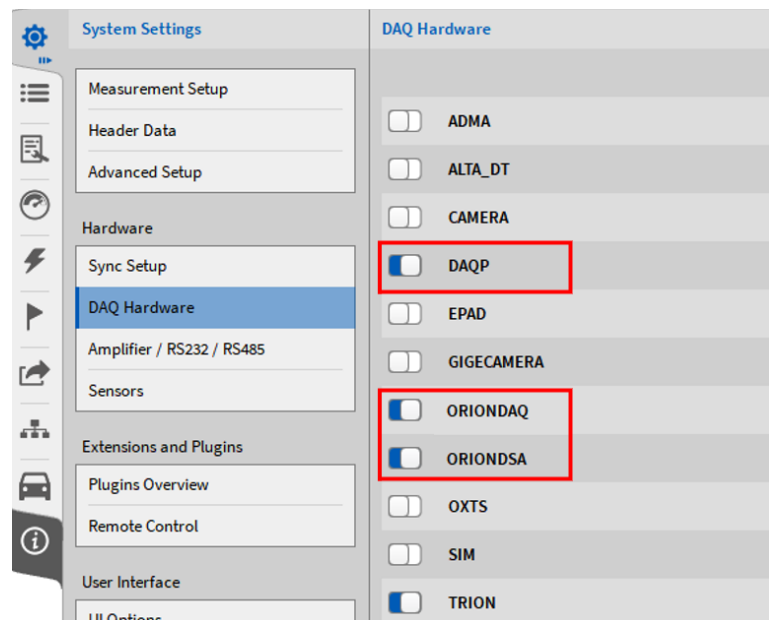 System Settings
Measurement Setup
Header Data
Advanced Setup
Hardware
Sync Setup
DAQ Hardware
Amplifier / RS232 / RS485
Sensors
Extensions and Plugins
Plugins Overview
Remote Control
User Interface
UI Options
DAQ Hardware
ADMA
ALTA_DT
CAMERA
DAQP
EPAD
GIGECAMERA
ORIONDAQ
ORIONDSA
OXTS
SIM
TRION